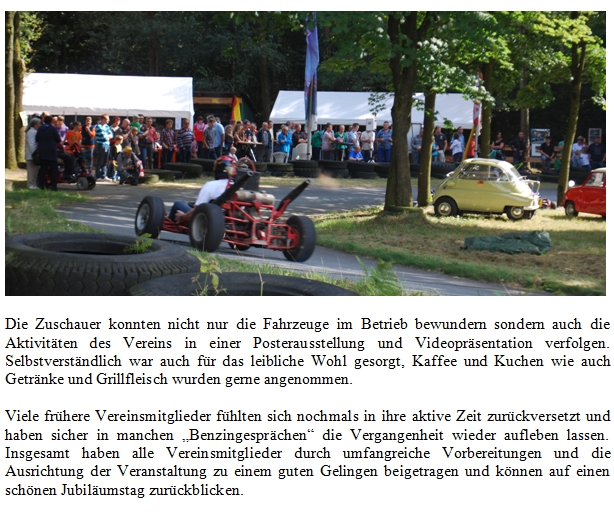 Die Zuschauer konnten nicht nur die Fahrzeuge im Betrieb bewundern sondern auch die
Aktivitäten des Vereins in einer Posterausstellung und Videopräsentation verfolgen.
Selbstverständlich war auch für das leibliche Wohl gesorgt, Kaffee und Kuchen wie auch
Getränke und Grillfleisch wurden gerne angenommen.
Viele frühere Vereinsmitglieder fühlten sich nochmals in ihre aktive Zeit zurückversetzt und
haben sicher in manchen „Benzingesprächen“ die Vergangenheit wieder aufleben lassen.
Insgesamt haben alle Vereinsmitglieder durch umfangreiche Vorbereitungen und die
Ausrichtung der Veranstaltung zu einem guten Gelingen beigetragen und können auf einen
schönen Jubiläumstag zurückblicken.